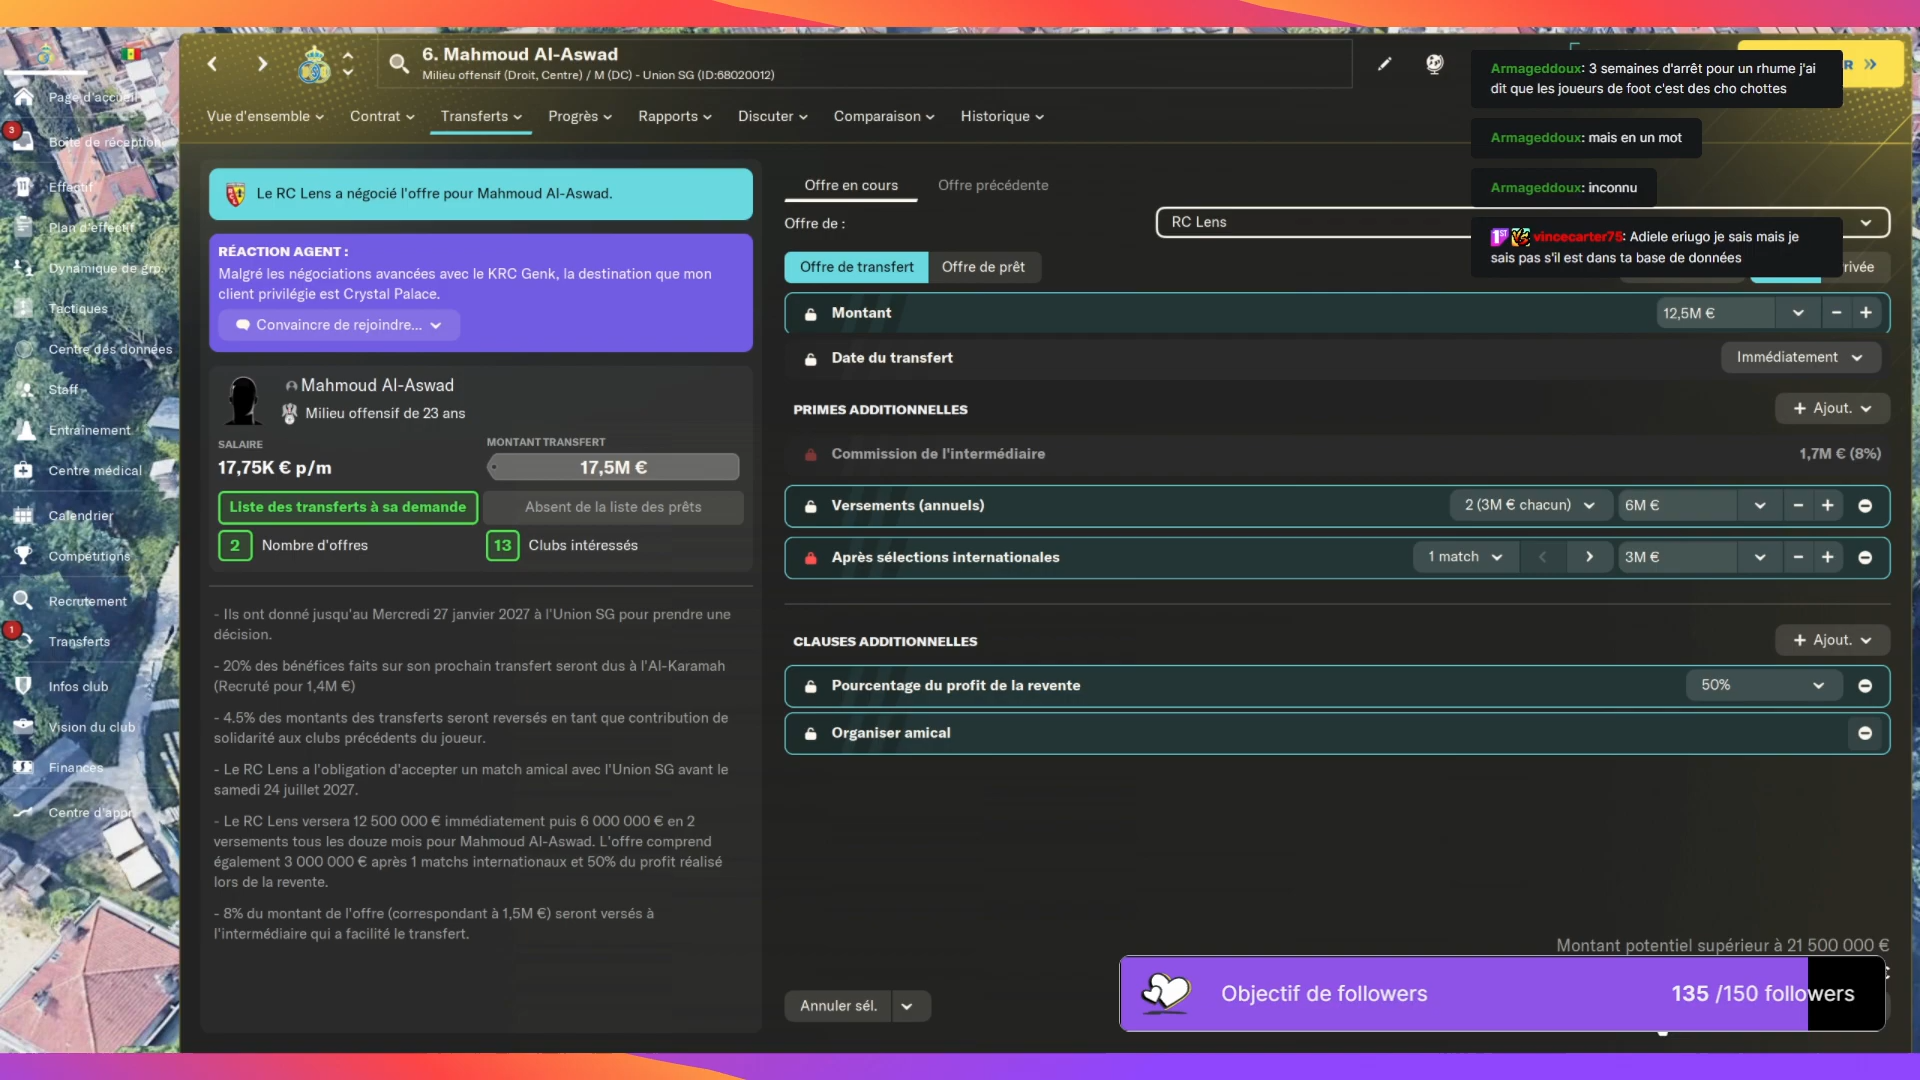 6. Mahmoud Al-Aswad
Milieu offensif (Droit, Centre) / M (DC) - Union SG (ID:68020012)
Vue d'ensemble
Contrat
Transferts
Progrès
Rapports
Discuter
Comparaison
Historique
R
Armageddoux: 3 semaines d'arrêt pour un rhume j'ai
dit que les joueurs de foot c'est des cho chottes
Armageddoux: mais en un mot
Armageddoux: inconnu
1ST vincecarter75: Adiele eriugo je sais mais je
sais pas s'il est dans ta base de données
Page d'accueil
3
Boîte de réception
Effectif
Plan d'effectif
Dynamique de grp.
Tactiques
Centre des données
Staff
Entraînement
Centre médical
Calendrier
Compétitions
Recrutement
1
Transferts
Infos club
Vision du club
Finances
Centre d'appr
Le RC Lens a négocié l'offre pour Mahmoud Al-Aswad.
RÉACTION AGENT :
Malgré les négociations avancées avec le KRC Genk, la destination que mon
client privilégie est Crystal Palace.
Convaincre de rejoindre...
Mahmoud Al-Aswad
Milieu offensif de 23 ans
SALAIRE
17,75K € p/m
MONTANT TRANSFERT
17,5M €
Liste des transferts à sa demande
Absent de la liste des prêts
2 Nombre d'offres
13 Clubs intéressés
- Ils ont donné jusqu'au Mercredi 27 janvier 2027 à l'Union SG pour prendre une
décision.
- 20% des bénéfices faits sur son prochain transfert seront dus à l'Al-Karamah
(Recruté pour 1,4M €)
- 4.5% des montants des transferts seront reversés en tant que contribution de
solidarité aux clubs précédents du joueur.
- Le RC Lens a l'obligation d'accepter un match amical avec l'Union SG avant le
samedi 24 juillet 2027.
- Le RC Lens versera 12 500 000 € immédiatement puis 6 000 000 € en 2
versements tous les douze mois pour Mahmoud Al-Aswad. L'offre comprend
également 3 000 000 € après 1 matchs internationaux et 50% du profit réalisé
lors de la revente.
- 8% du montant de l'offre (correspondant à 1,5M €) seront versés à
l'intermédiaire qui a facilité le transfert.
Offre en cours
Offre précédente
Offre de :
RC Lens
Offre de transfert
Offre de prêt
rivée
Montant
12,5M €
Date du transfert
Immédiatement
PRIMES ADDITIONNELLES
+ Ajout.
Commission de l'intermédiaire
1,7M € (8%)
Versements (annuels)
2 (3M € chacun)
6M €
Après sélections internationales
1 match
3M €
CLAUSES ADDITIONNELLES
+ Ajout.
Pourcentage du profit de la revente
50%
Organiser amical
Montant potentiel supérieur à 21 500 000 €
Annuler sél.
Objectif de followers
135 /150 followers